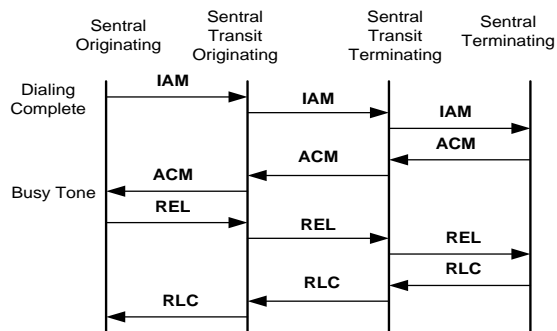 Sentral
Originating
Sentral
Transit
Originating
Sentral
Transit
Terminating
Sentral
Terminating
Dialing
Complete
IAM
IAM
IAM
ACM
ACM
ACM
Busy Tone
REL
REL
REL
RLC
RLC
RLC